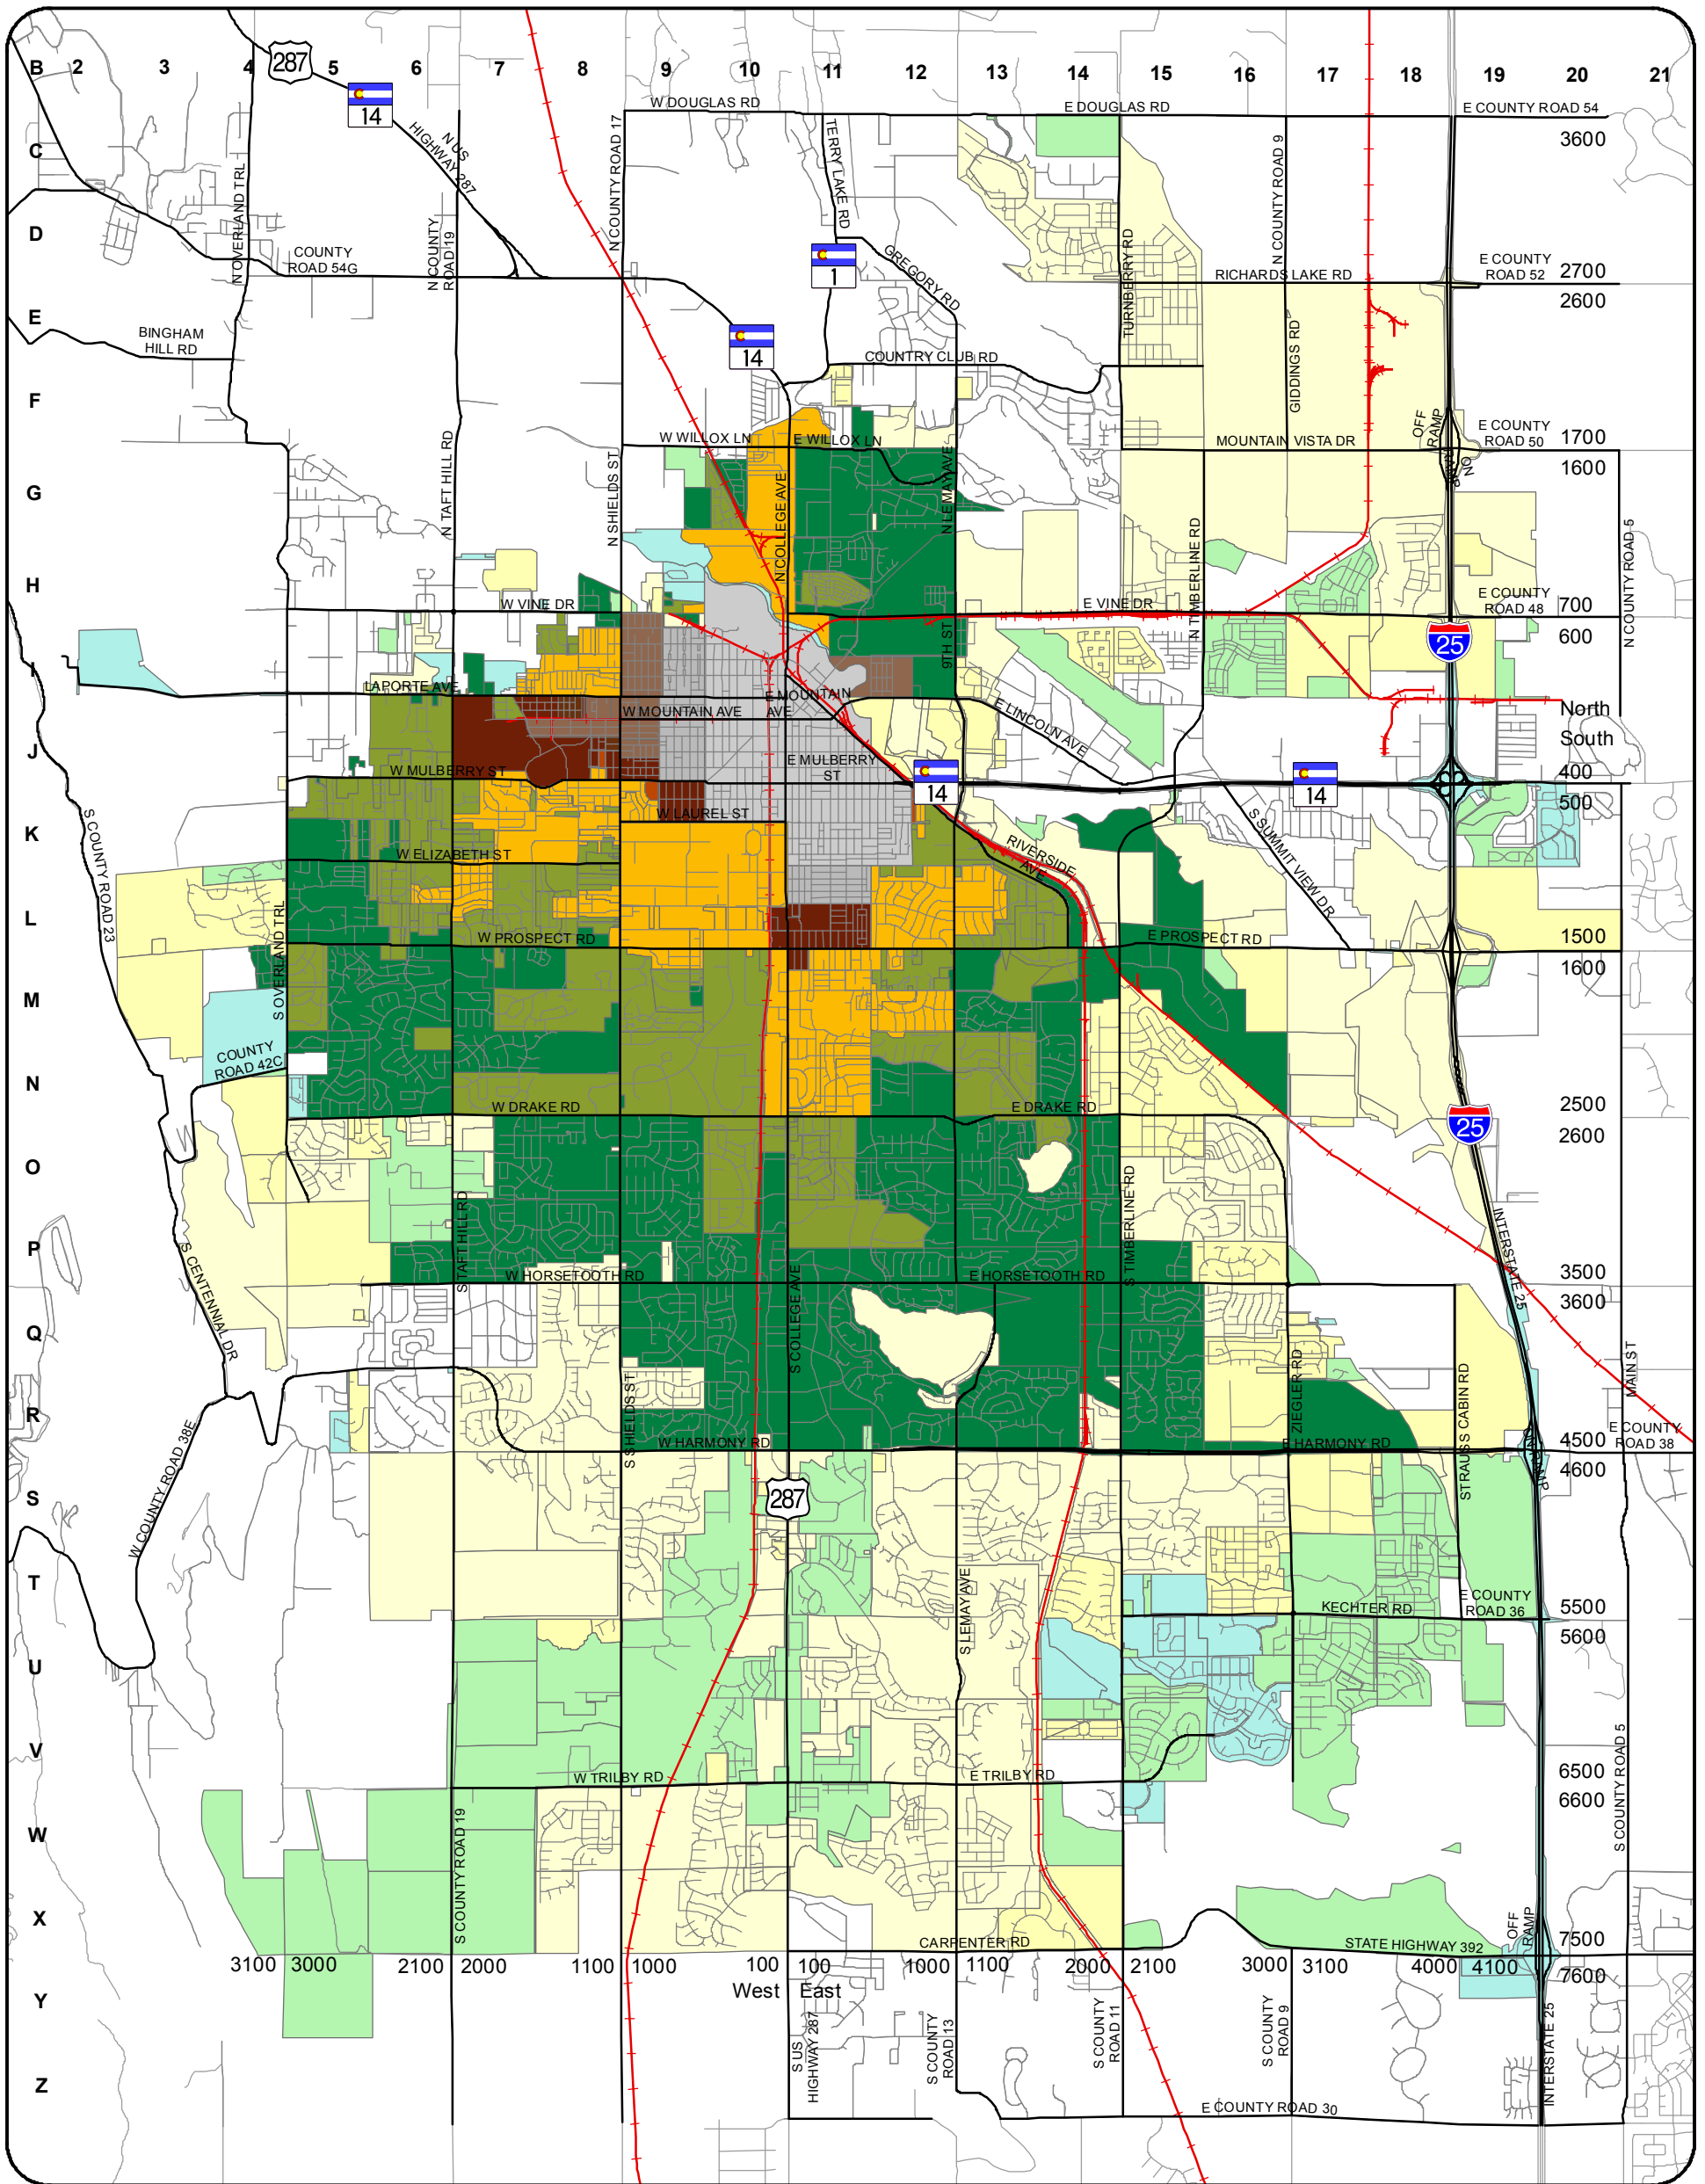 B 2 3 4 5 6 7 8 9 10 11 12 13 14 15 16 17 18 19 20 21
287
14
W DOUGLAS RD
E DOUGLAS RD
E COUNTY ROAD 54
3600
C
N US
HIGHWAY 287
N OVERLAND TRL
N COUNTY ROAD 17
TERRY LAKE RD
N COUNTY ROAD 9
D
COUNTY
ROAD 54G
N COUNTY
ROAD 19
1
GREGORY RD
TURNBERRY RD
RICHARDS LAKE RD
E COUNTY
ROAD 52
2700
2600
E
BINGHAM
HILL RD
14
COUNTRY CLUB RD
GIDDINGS RD
F
OFF
RAMP
W WILLOX LN
E WILLOX LN
MOUNTAIN VISTA DR
E COUNTY
ROAD 50
1700
1600
ON
RAMP
G
N TAFT HILL RD
N SHIELDS ST
N COLLEGE AVE
N LEMAY AVE
N TIMBERLINE RD
N COUNTY ROAD 5
H
W VINE DR
E VINE DR
E COUNTY
ROAD 48
700
600
25
9TH ST
I
LAPORTE AVE
E MOUNTAIN
AVE
W MOUNTAIN AVE
E LINCOLN AVE
North
South
J
W MULBERRY ST
E MULBERRY
ST
14
14
400
500
S COUNTY ROAD 23
W LAUREL ST
K
S SUMMIT VIEW DR
W ELIZABETH ST
RIVERSIDE
AVE
L
S OVERLAND TRL
W PROSPECT RD
E PROSPECT RD
1500
1600
M
COUNTY
ROAD 42C
N
W DRAKE RD
E DRAKE RD
2500
2600
25
O
S TAFT HILL RD
S TIMBERLINE RD
INTERSTATE 25
P
S CENTENNIAL DR
W HORSETOOTH RD
E HORSETOOTH RD
3500
3600
Q
S COLLEGE AVE
ZIEGLER RD
STRAUSS CABIN RD
MAIN ST
R
S SHIELDS ST
W HARMONY RD
E HARMONY RD
4500
4600
E COUNTY
ROAD 38
W COUNTY ROAD 38E
S
287
T
S LEMAY AVE
KECHTER RD
E COUNTY
ROAD 36
5500
5600
U
V
S COUNTY ROAD 5
W TRILBY RD
E TRILBY RD
6500
6600
W
S COUNTY ROAD 19
X
OFF
RAMP
CARPENTER RD
STATE HIGHWAY 392
7500
7600
3100 3000 2100 2000 1100 1000 100 100 1000 1100 2000 2100 3000 3100 4000 4100
West East
Y
S US
HIGHWAY 287
S COUNTY
ROAD 13
S COUNTY
ROAD 11
S COUNTY
ROAD 9
INTERSTATE 25
Z
E COUNTY ROAD 30